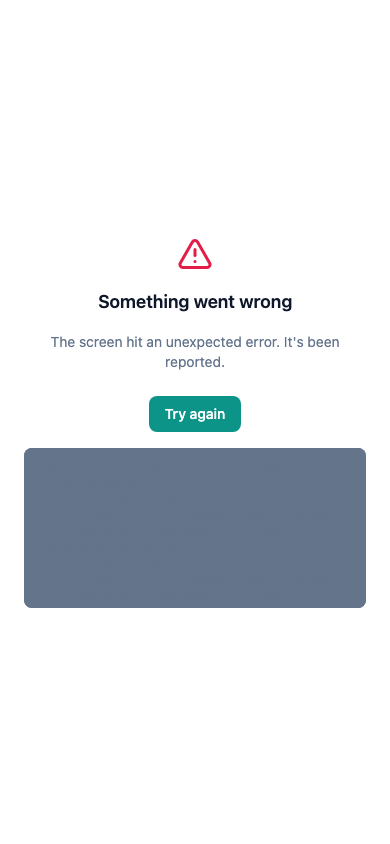 Something went wrong
The screen hit an unexpected error. It's been
reported.
Try again